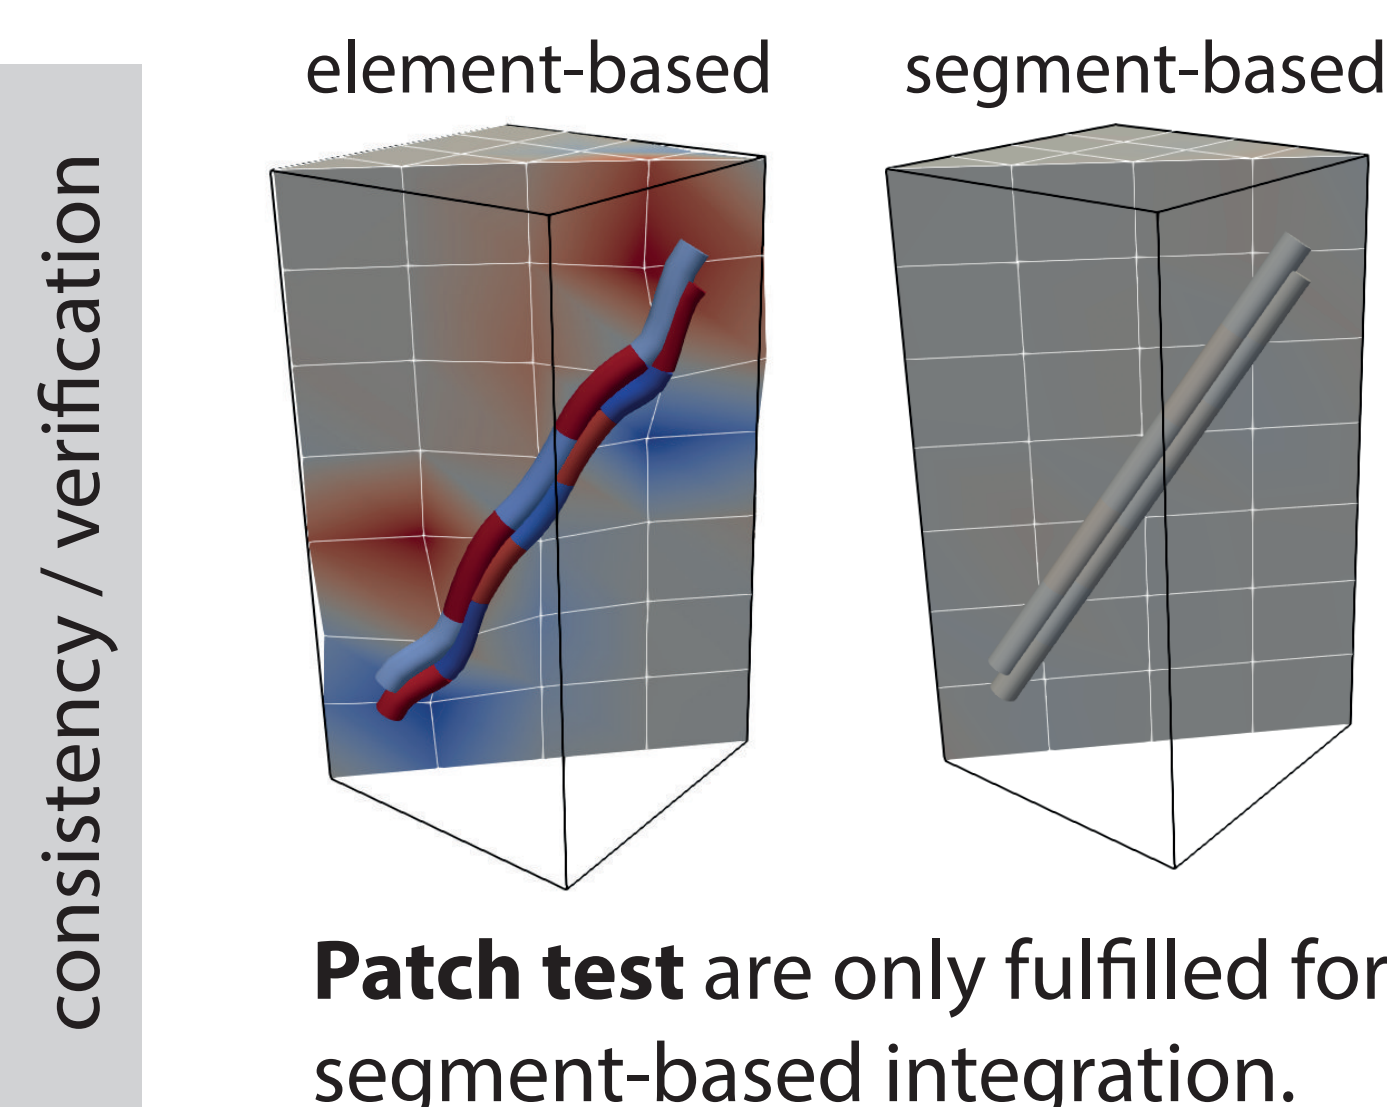 element-based
segment-based
consistency / verification
Patch test are only fulfilled for
segment-based integration.